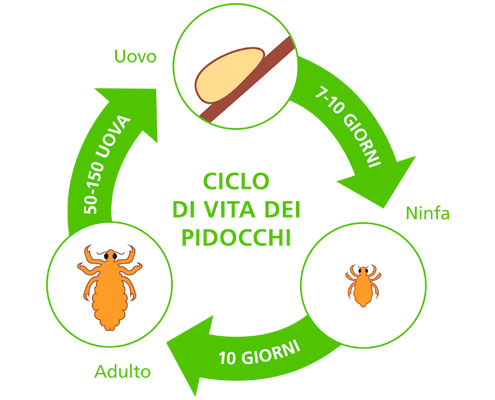 Uovo
7-10 GIORNI
50-150 UOVA
CICLO
DI VITA DEI
PIDOCCHI
Ninfa
10 GIORNI
Adulto